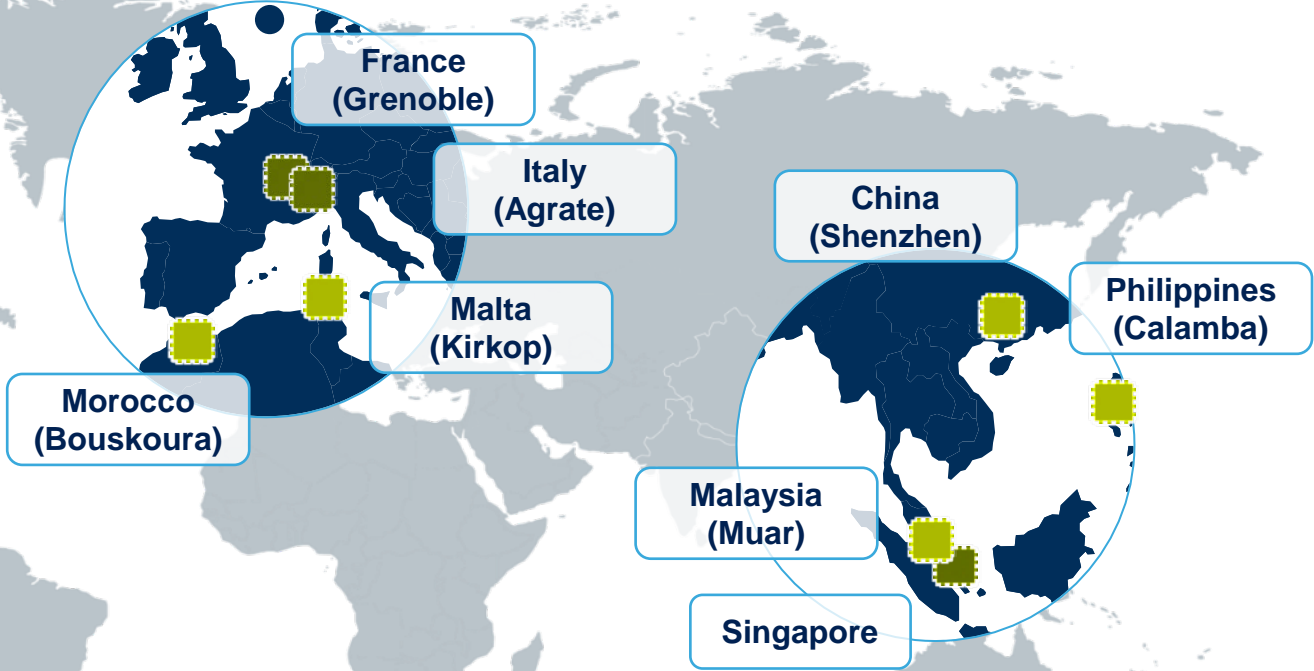 France
(Grenoble)
Italy
(Agrate)
China
(Shenzhen)
Philippines
(Calamba)
Malta
(Kirkop)
Morocco
(Bouskoura)
Malaysia
(Muar)
Singapore